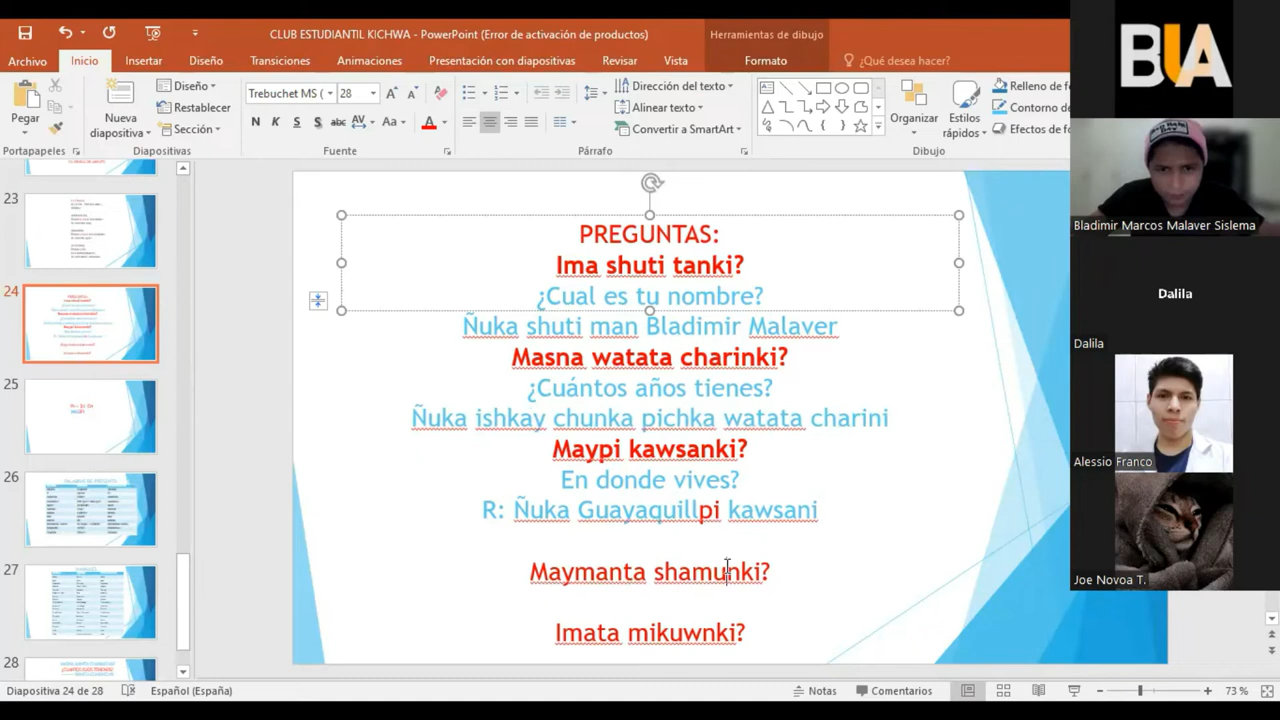 CLUB ESTUDIANTIL KICHWA - PowerPoint (Error de activación de productos)
Herramientas de dibujo
Archivo
Inicio
Insertar
Diseño
Transiciones
Animaciones
Presentación con diapositivas
Revisar
Vista
Formato
¿Qué desea hacer?
Pegar
Nueva diapositiva
Diseño
Restablecer
Sección
Trebuchet MS (
28
N K S S abc AV Aa A
Dirección del texto
Alinear texto
Convertir a SmartArt
Organizar
Estilos rápidos
Relleno de f
Contorno de
Efectos de fo
Portapapeles
Diapositivas
Fuente
Párrafo
Dibujo
23
24
25
26
27
28
PREGUNTAS:
Ima shuti tanki?
¿Cual es tu nombre?
Ñuka shuti man Bladimir Malaver
Masna watata charinki?
¿Cuántos años tienes?
Ñuka ishkay chunka pichka watata charini
Maypi kawsanki?
En donde vives?
R: Ñuka Guayaquillpi kawsani
Maymanta shamunki?
Imata mikuwnki?
Diapositiva 24 de 28
Español (España)
Notas
Comentarios
73 %
BUA
Bladimir Marcos Malaver Sislema
Dalila
Dalila
Alessio Franco
Joe Novoa T.